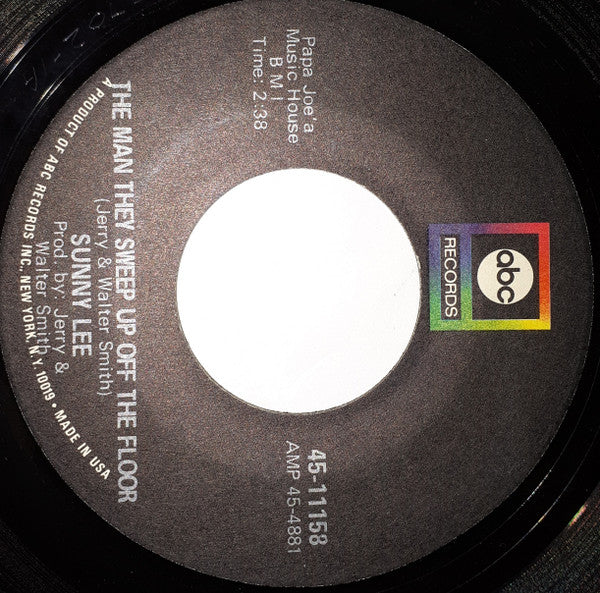 abc
RECORDS
Papa Joe'a
Music House
B M I
Time: 2:38
45-11158
AMP 45-4881
THE MAN THEY SWEEP UP OFF THE FLOOR
(Jerry & Walter Smith)
SUNNY LEE
Prod. by: Jerry &
Walter Smith
A PRODUCT OF ABC RECORDS INC., NEW YORK, N.Y. 10019 • MADE IN USA